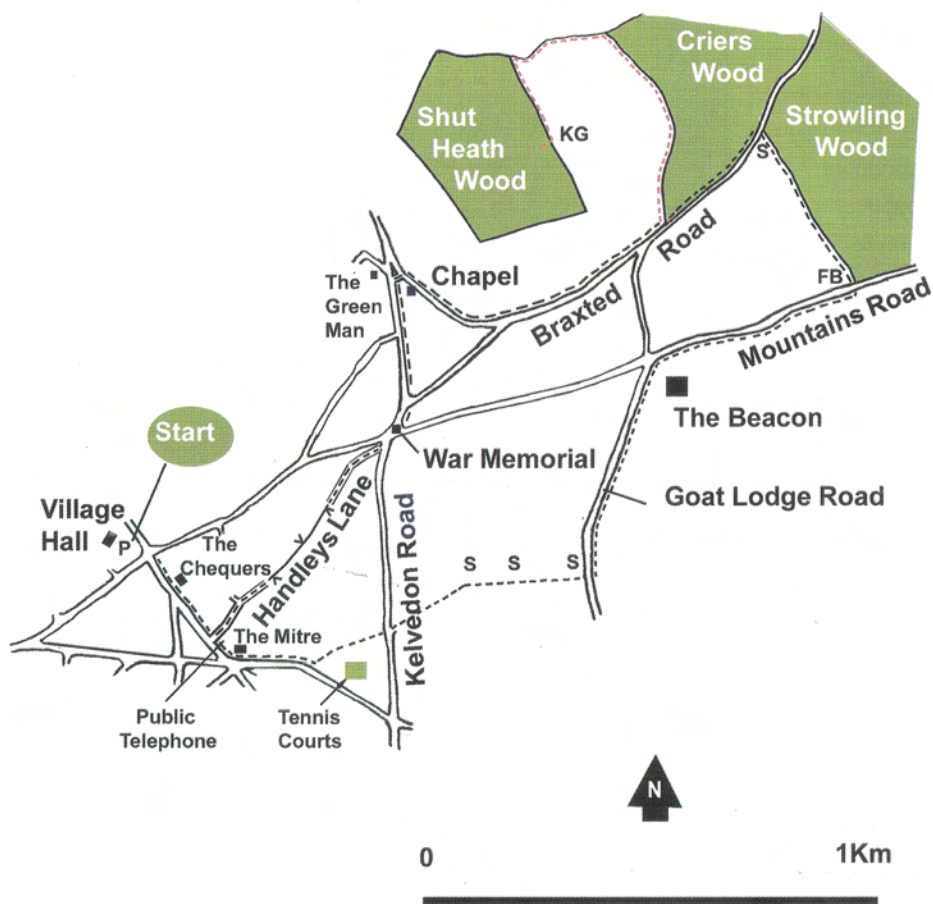 Criers
Wood
Shut
Heath
Wood
KG
Strowling
Wood
S
Road
FB
The
Green
Man
Chapel
Braxted
Mountains Road
The Beacon
Start
War Memorial
Goat Lodge Road
Village
Hall
P
The
Chequers
Handleys Lane
Kelvedon Road
S S S
The Mitre
Public
Telephone
Tennis
Courts
N
0 1Km